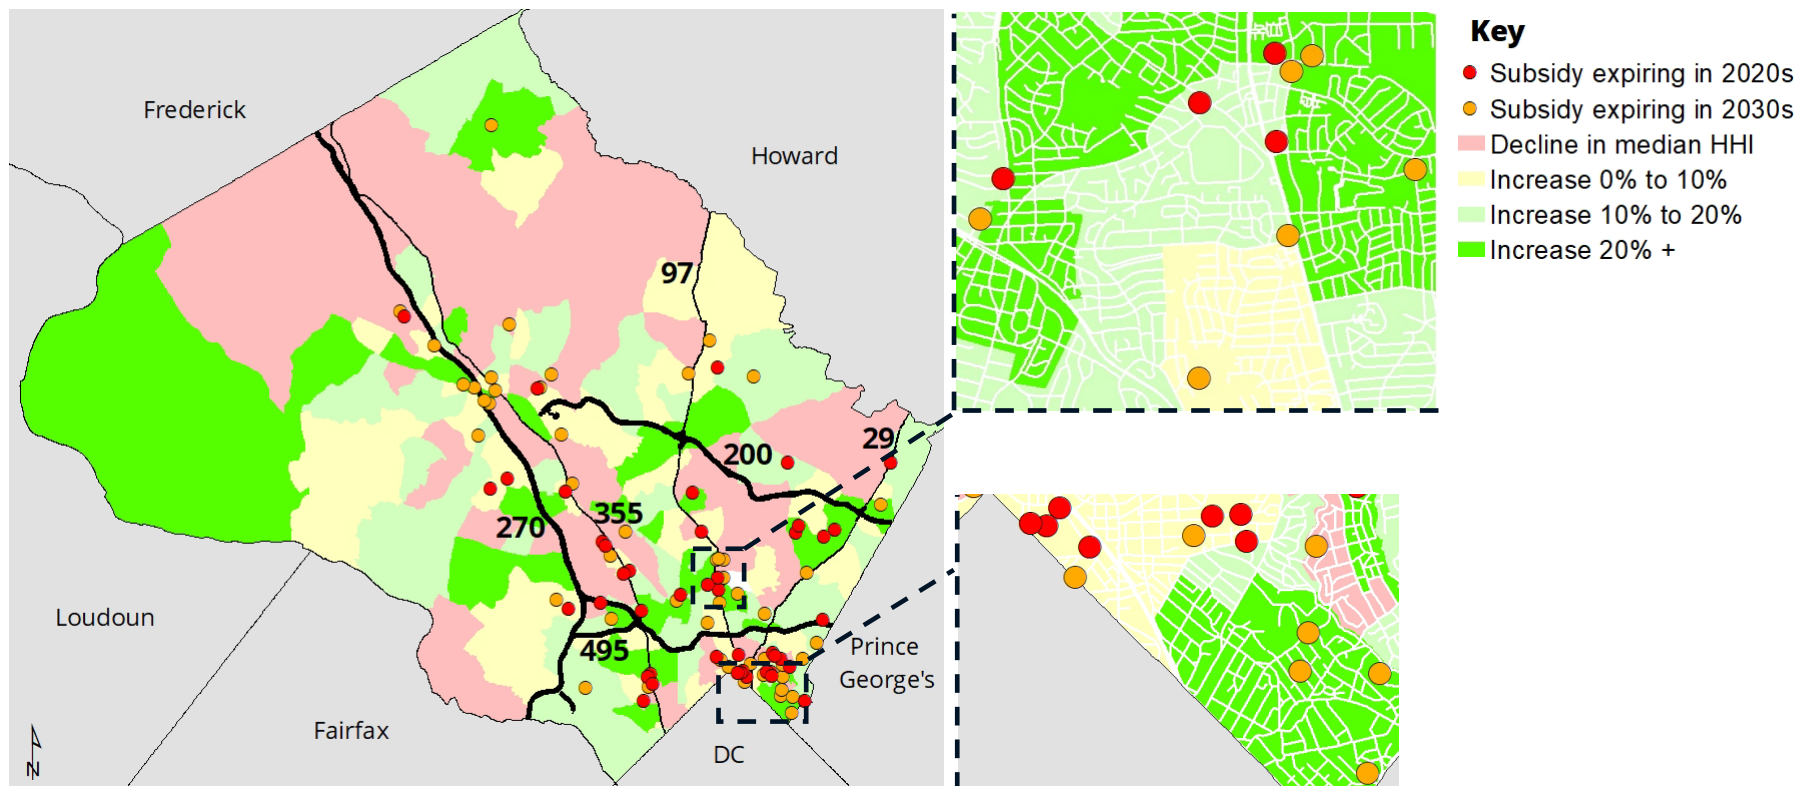 Key
Subsidy expiring in 2020s
Subsidy expiring in 2030s
Decline in median HHI
Increase 0% to 10%
Increase 10% to 20%
Increase 20% +
Frederick
Howard
97
29
200
355
270
495
Loudoun
Prince
George's
Fairfax
DC
N